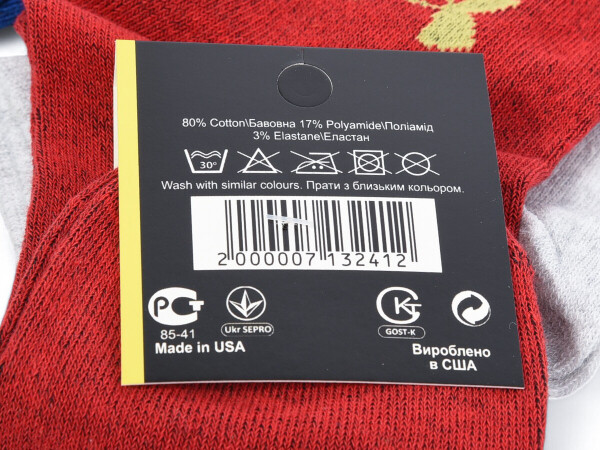 80% Cotton\Бавовна 17% Polyamide\Поліамід
3% Elastane\Еластан
30°
Wash with similar colours. Прати з близьким кольором.
2 000007 132412
РСТ
85-41
Ukr SEPRO
GOST-K
Made in USA
Вироблено
в США